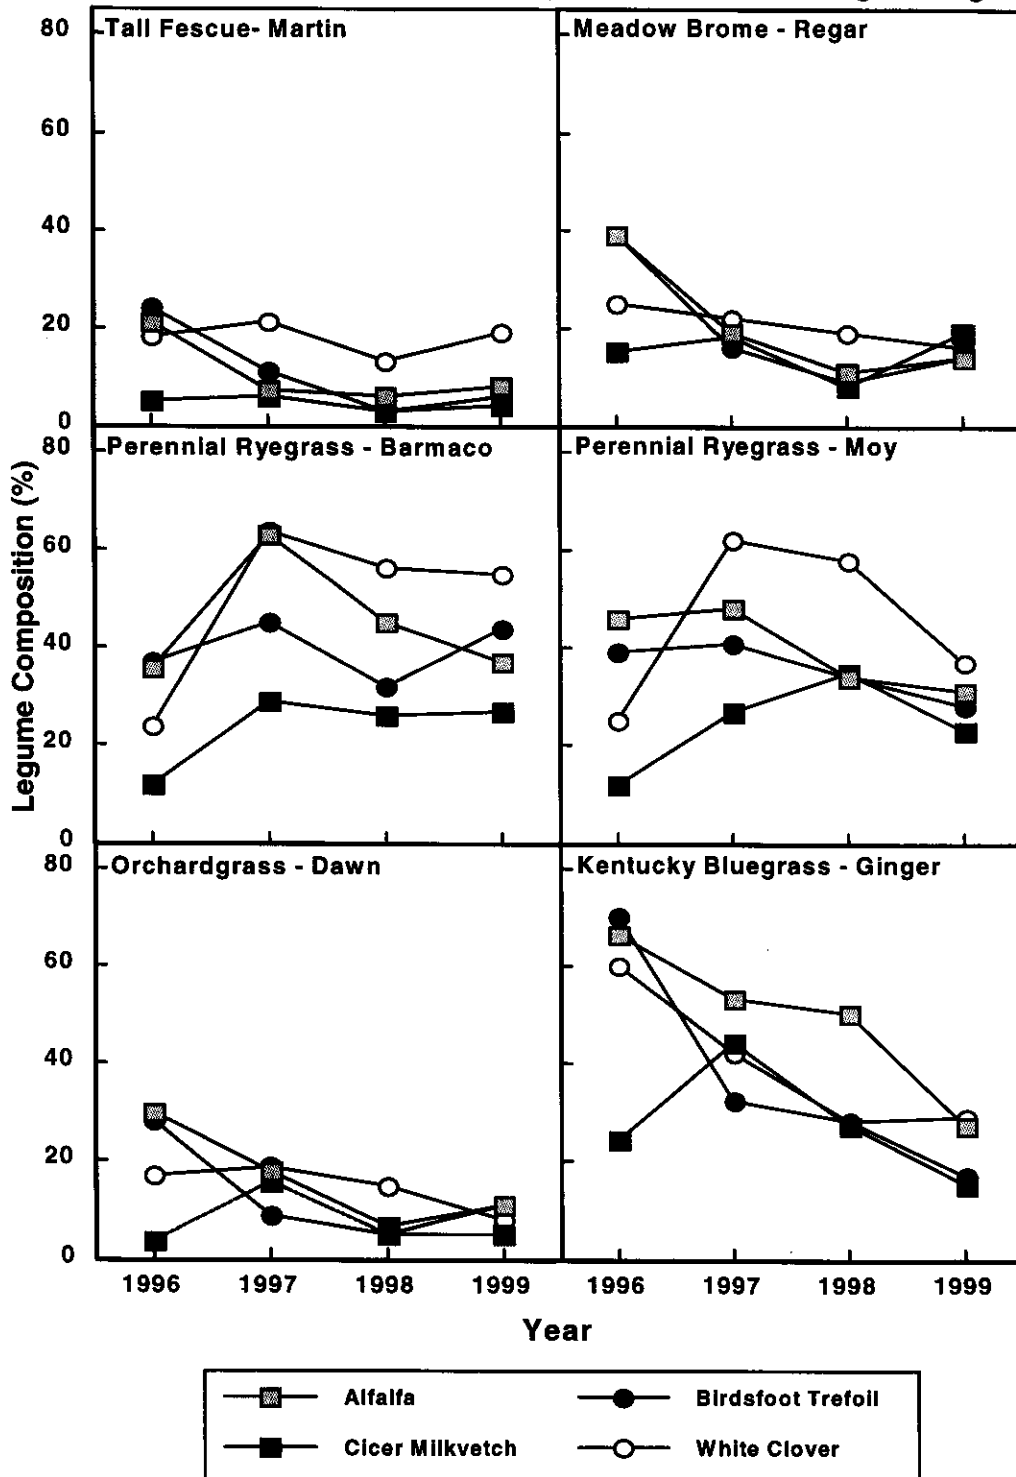 80
Tall Fescue- Martin
Meadow Brome - Regar
60
40
20
0
80
Perennial Ryegrass - Barmaco
Perennial Ryegrass - Moy
60
40
20
0
Legume Composition (%)
80
Orchardgrass - Dawn
Kentucky Bluegrass - Ginger
60
40
20
0
1996 1997 1998 1999 1996 1997 1998 1999
Year
Alfalfa
Birdsfoot Trefoil
Cicer Milkvetch
White Clover